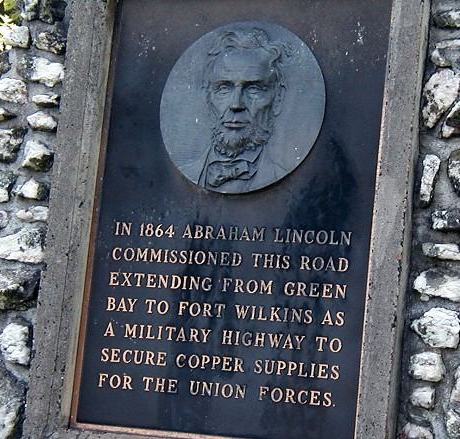 IN 1864 ABRAHAM LINCOLN
COMMISSIONED THIS ROAD
EXTENDING FROM GREEN
BAY TO FORT WILKINS AS
A MILITARY HIGHWAY TO
SECURE COPPER SUPPLIES
FOR THE UNION FORCES.